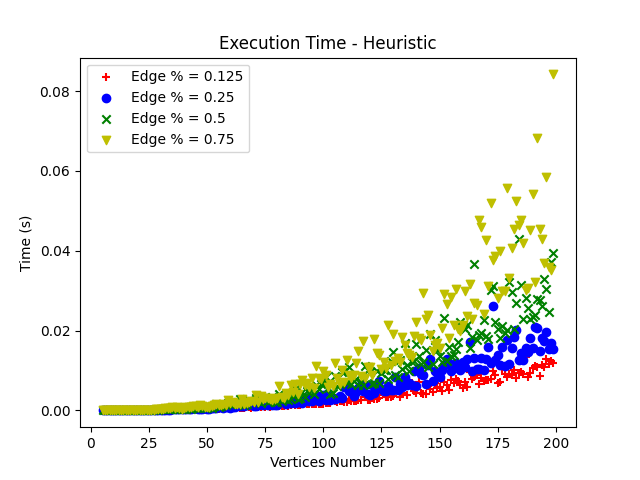 Execution Time - Heuristic
Edge % = 0.125
Edge % = 0.25
Edge % = 0.5
Edge % = 0.75
0.08
0.06
0.04
0.02
0.00
Time (s)
0 25 50 75 100 125 150 175 200
Vertices Number